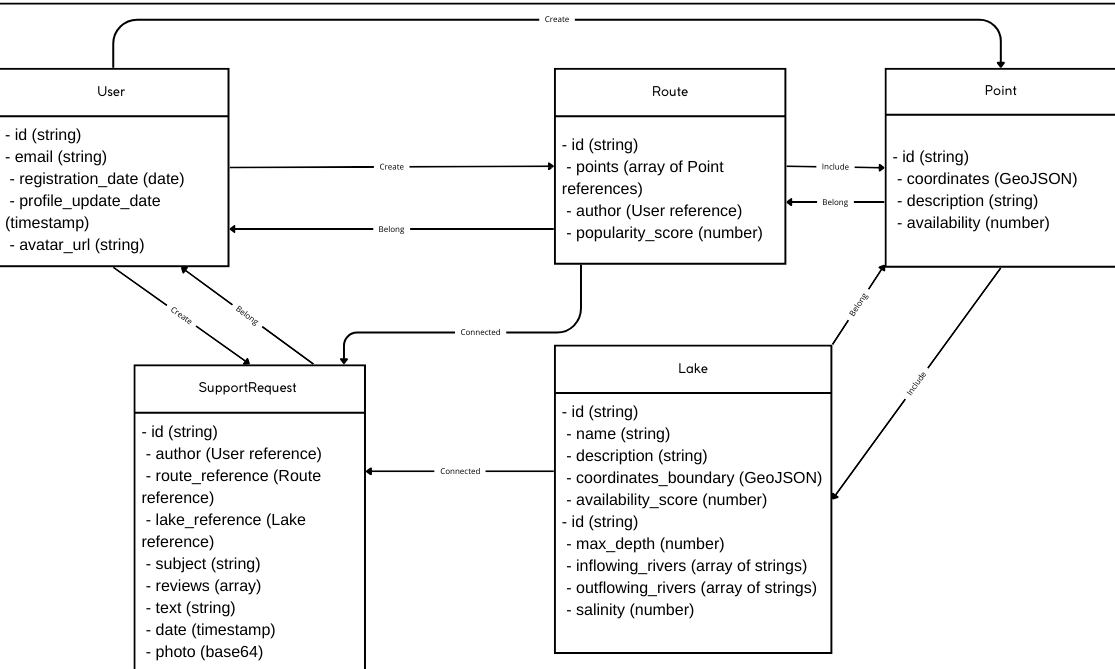 Create
User
- id (string)
- email (string)
- registration_date (date)
- profile_update_date
(timestamp)
- avatar_url (string)
Create
Belong
Route
- id (string)
- points (array of Point
references)
- author (User reference)
- popularity_score (number)
Include
Belong
Point
- id (string)
- coordinates (GeoJSON)
- description (string)
- availability (number)
Create
Belong
Connected
Belong
Include
SupportRequest
- id (string)
- author (User reference)
- route_reference (Route
reference)
- lake_reference (Lake
reference)
- subject (string)
- reviews (array)
- text (string)
- date (timestamp)
- photo (base64)
Connected
Lake
- id (string)
- name (string)
- description (string)
- coordinates_boundary (GeoJSON)
- availability_score (number)
- id (string)
- max_depth (number)
- inflowing_rivers (array of strings)
- outflowing_rivers (array of strings)
- salinity (number)